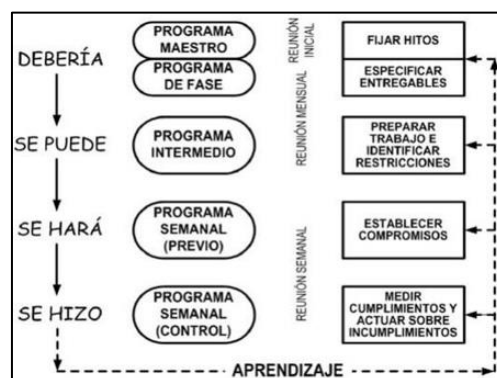 DEBERÍA
PROGRAMA
MAESTRO
PROGRAMA
DE FASE
REUNIÓN
INICIAL
FIJAR HITOS
ESPECIFICAR
ENTREGABLES
SE PUEDE
PROGRAMA
INTERMEDIO
REUNIÓN MENSUAL
PREPARAR
TRABAJO E
IDENTIFICAR
RESTRICCIONES
SE HARÁ
PROGRAMA
SEMANAL
(PREVIO)
REUNIÓN SEMANAL
ESTABLECER
COMPROMISOS
SE HIZO
PROGRAMA
SEMANAL
(CONTROL)
MEDIR
CUMPLIMIENTOS Y
ACTUAR SOBRE
INCUMPLIMIENTOS
APRENDIZAJE